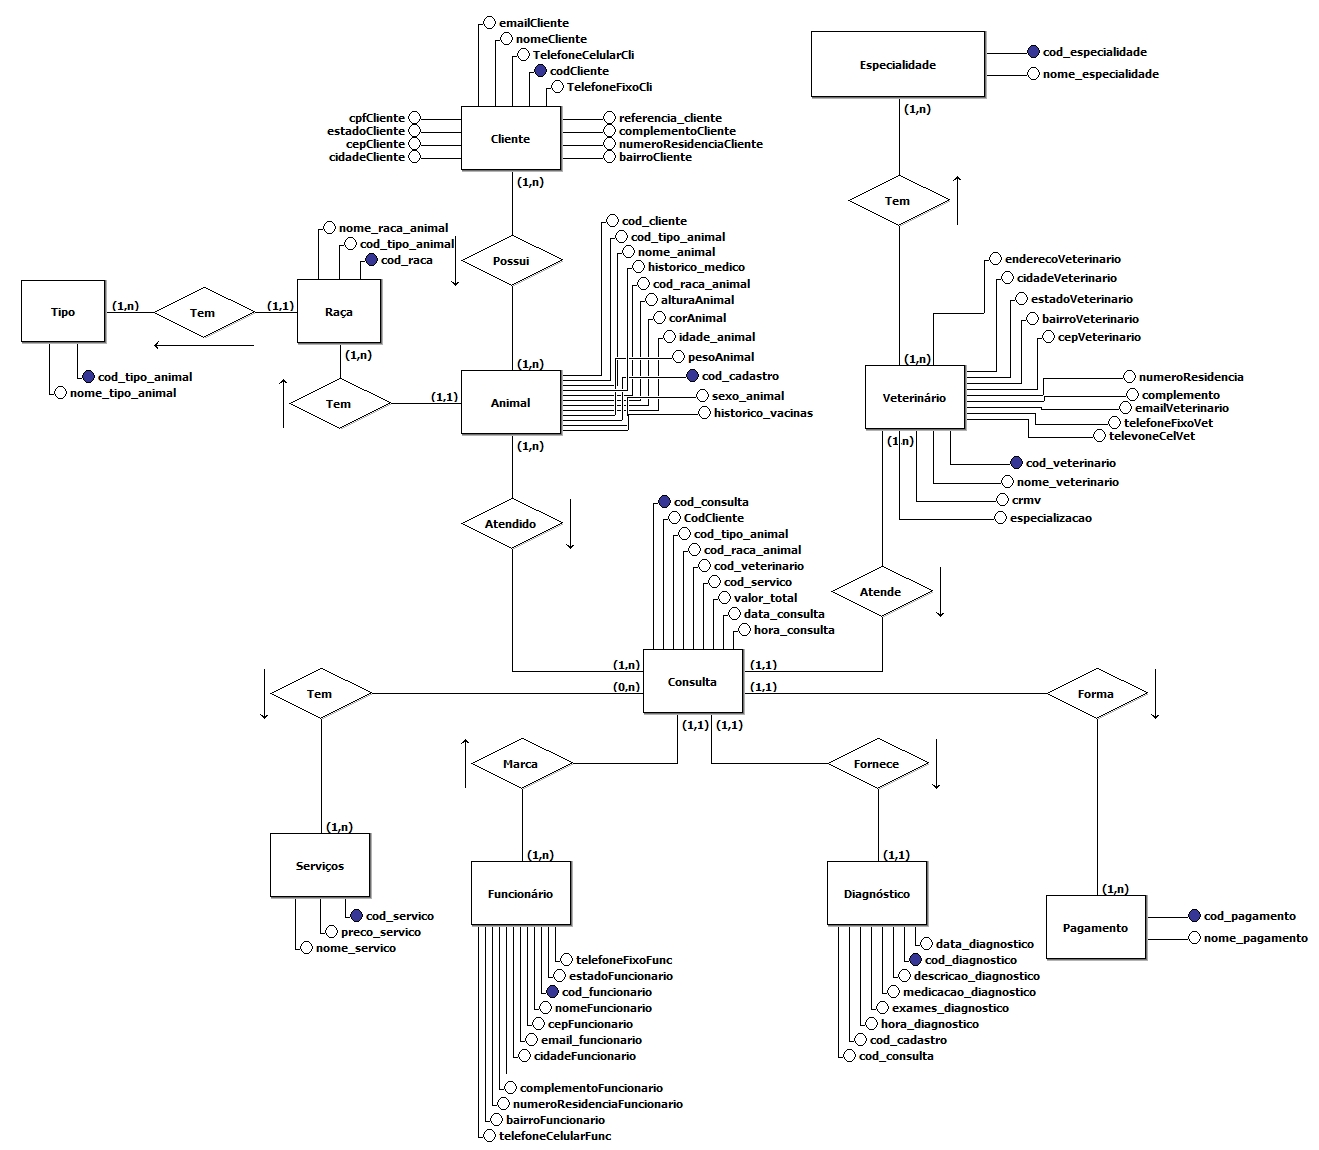 emailCliente
nomeCliente
TelefoneCelularCli
codCliente
TelefoneFixoCli
cpfCliente
estadoCliente
cepCliente
cidadeCliente
Cliente
referencia_cliente
complementoCliente
numeroResidenciaCliente
bairroCliente
(1,n)
Especialidade
cod_especialidade
nome_especialidade
(1,n)
Tem
Possui
nome_raca_animal
cod_tipo_animal
cod_raca
Tipo
(1,n)
Tem
(1,1)
Raça
cod_tipo_animal
nome_tipo_animal
(1,n)
Tem
(1,1)
cod_cliente
cod_tipo_animal
nome_animal
historico_medico
cod_raca_animal
alturaAnimal
corAnimal
idade_animal
pesoAnimal
cod_cadastro
sexo_animal
historico_vacinas
(1,n)
Animal
(1,n)
enderecoVeterinario
cidadeVeterinario
estadoVeterinario
bairroVeterinario
cepVeterinario
(1,n)
Veterinário
numeroResidencia
complemento
emailVeterinario
telefoneFixoVet
televoneCelVet
(1,n)
cod_veterinario
nome_veterinario
crmv
especializacao
Atendido
cod_consulta
CodCliente
cod_tipo_animal
cod_raca_animal
cod_veterinario
cod_servico
valor_total
data_consulta
hora_consulta
Atende
(1,n)
(0,n)
Consulta
(1,1)
(1,1)
(1,1)
(1,1)
Tem
Forma
Marca
Fornece
(1,n)
Serviços
cod_servico
preco_servico
nome_servico
(1,n)
Funcionário
telefoneFixoFunc
estadoFuncionario
cod_funcionario
nomeFuncionario
cepFuncionario
email_funcionario
cidadeFuncionario
complementoFuncionario
numeroResidenciaFuncionario
bairroFuncionario
telefoneCelularFunc
(1,1)
Diagnóstico
data_diagnostico
cod_diagnostico
descricao_diagnostico
medicacao_diagnostico
exames_diagnostico
hora_diagnostico
cod_cadastro
cod_consulta
(1,n)
Pagamento
cod_pagamento
nome_pagamento